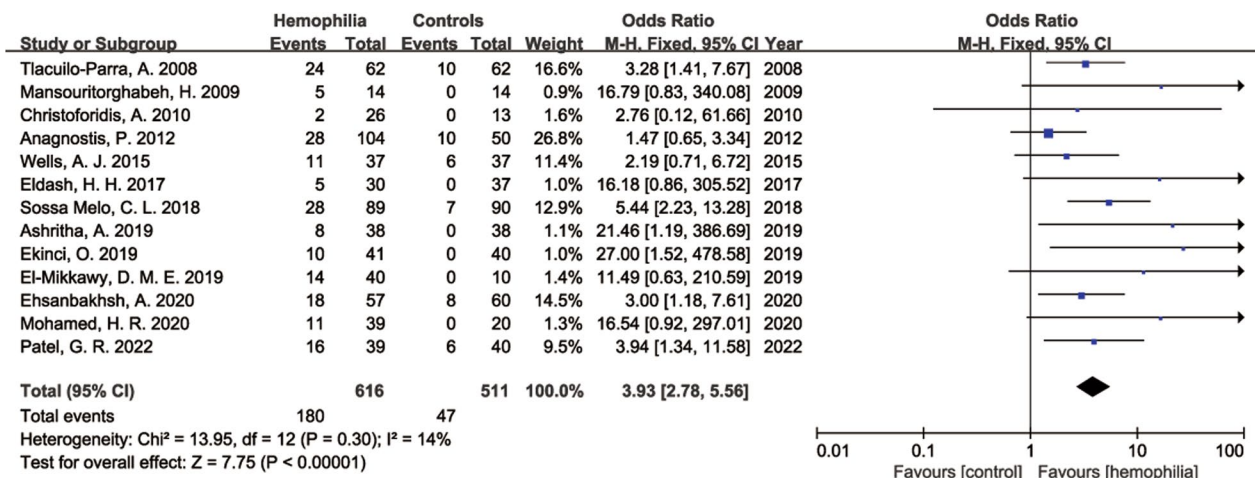 Hemophilia Controls Odds Ratio Odds Ratio
Study or Subgroup Events Total Events Total Weight M-H. Fixed. 95% CI Year M-H. Fixed. 95% CI
Tlacuilo-Parra, A. 2008 24 62 10 62 16.6% 3.28 [1.41, 7.67] 2008
Mansouritorghabeh, H. 2009 5 14 0 14 0.9% 16.79 [0.83, 340.08] 2009
Christoforidis, A. 2010 2 26 0 13 1.6% 2.76 [0.12, 61.66] 2010
Anagnostis, P. 2012 28 104 10 50 26.8% 1.47 [0.65, 3.34] 2012
Wells, A. J. 2015 11 37 6 37 11.4% 2.19 [0.71, 6.72] 2015
Eldash, H. H. 2017 5 30 0 37 1.0% 16.18 [0.86, 305.52] 2017
Sossa Melo, C. L. 2018 28 89 7 90 12.9% 5.44 [2.23, 13.28] 2018
Ashritha, A. 2019 8 38 0 38 1.1% 21.46 [1.19, 386.69] 2019
Ekinci, O. 2019 10 41 0 40 1.0% 27.00 [1.52, 478.58] 2019
El-Mikkawy, D. M. E. 2019 14 40 0 10 1.4% 11.49 [0.63, 210.59] 2019
Ehsanbakhsh, A. 2020 18 57 8 60 14.5% 3.00 [1.18, 7.61] 2020
Mohamed, H. R. 2020 11 39 0 20 1.3% 16.54 [0.92, 297.01] 2020
Patel, G. R. 2022 16 39 6 40 9.5% 3.94 [1.34, 11.58] 2022
Total (95% CI) 616 511 100.0% 3.93 [2.78, 5.56]
Total events 180 47
Heterogeneity: Chi² = 13.95, df = 12 (P = 0.30); I² = 14%
Test for overall effect: Z = 7.75 (P < 0.00001)
0.01 0.1 1 10 100
Favours [control] Favours [hemophilia]